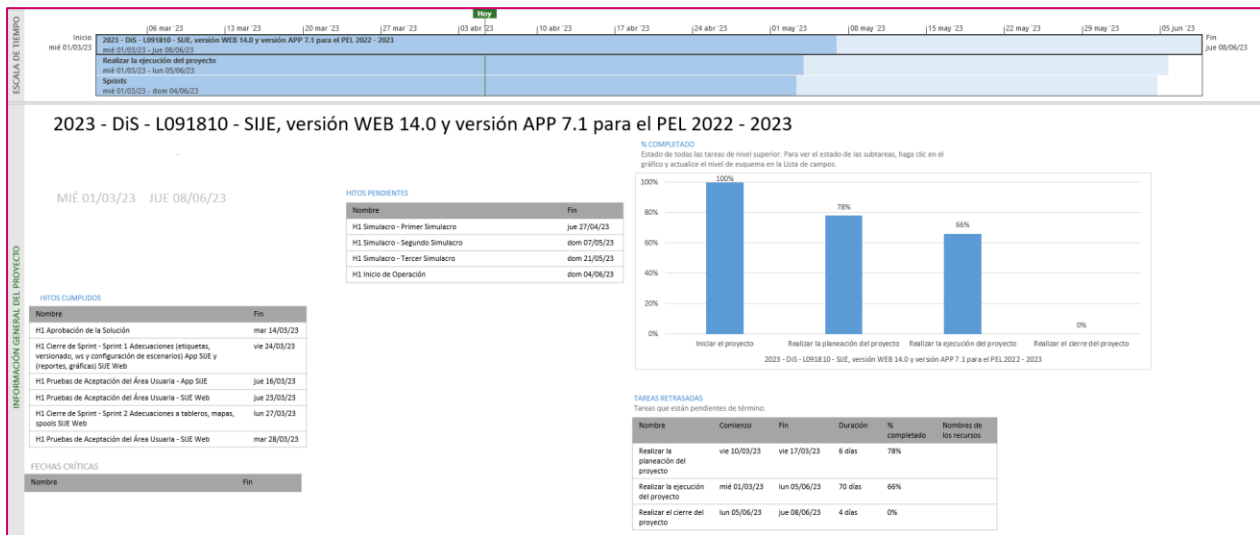 Hoy
06 mar '23 13 mar '23 20 mar '23 27 mar '23 03 abr '23 10 abr '23 17 abr '23 24 abr '23 01 may '23 08 may '23 15 may '23 22 may '23 29 may '23 05 jun '23
ESCALA DE TIEMPO
Inicio
mié 01/03/23
2023 - DiS - L091810 - SIJE, versión WEB 14.0 y versión APP 7.1 para el PEL 2022 - 2023
mié 01/03/23 - jue 08/06/23
Realizar la ejecución del proyecto
mié 01/03/23 - lun 05/06/23
Sprints
mié 01/03/23 - dom 04/06/23
Fin
jue 08/06/23
INFORMACIÓN GENERAL DEL PROYECTO
2023 - DiS - L091810 - SIJE, versión WEB 14.0 y versión APP 7.1 para el PEL 2022 - 2023
MIÉ 01/03/23 JUE 08/06/23
HITOS PENDIENTES
Nombre Fin
H1 Simulacro - Primer Simulacro jue 27/04/23
H1 Simulacro - Segundo Simulacro dom 07/05/23
H1 Simulacro - Tercer Simulacro dom 21/05/23
H1 Inicio de Operación dom 04/06/23
HITOS CUMPLIDOS
Nombre Fin
H1 Aprobación de la Solución mar 14/03/23
H1 Cierre de Sprint - Sprint 1 Adecuaciones (etiquetas, vie 24/03/23
versionado, ws y configuración de escenarios) App SIJE y
(reportes, gráficas) SIJE Web
H1 Pruebas de Aceptación del Área Usuaria - App SIJE jue 16/03/23
H1 Pruebas de Aceptación del Área Usuaria - SIJE Web jue 23/03/23
H1 Cierre de Sprint - Sprint 2 Adecuaciones a tableros, mapas, lun 27/03/23
spools SIJE Web
H1 Pruebas de Aceptación del Área Usuaria - SIJE Web mar 28/03/23
FECHAS CRÍTICAS
Nombre Fin
% COMPLETADO
Estado de todas las tareas de nivel superior. Para ver el estado de las subtareas, haga clic en el
gráfico y actualice el nivel de esquema en la Lista de campos.
100%
80%
60%
40%
20%
0%
100%
78%
66%
0%
Iniciar el proyecto Realizar la planeación del proyecto Realizar la ejecución del proyecto Realizar el cierre del proyecto
2023 - DiS - L091810 - SIJE, versión WEB 14.0 y versión APP 7.1 para el PEL 2022 - 2023
TAREAS RETRASADAS
Tareas que están pendientes de término.
Nombre Comienzo Fin Duración % Nombres de
completado los recursos
Realizar la vie 10/03/23 vie 17/03/23 6 días 78%
planeación del
proyecto
Realizar la ejecución mié 01/03/23 lun 05/06/23 70 días 66%
del proyecto
Realizar el cierre del lun 05/06/23 jue 08/06/23 4 días 0%
proyecto